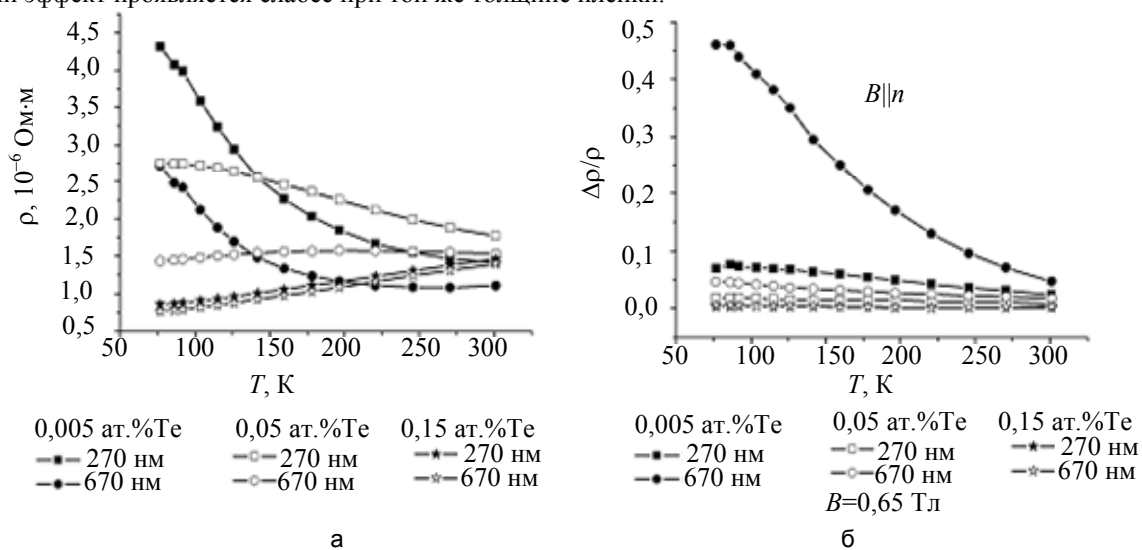 эффект проявляется слабее при той же толщине пленки.
4,5
4,0
3,5
3,0
2,5
2,0
1,5
1,0
0,5
ρ, 10⁻⁶ Ом·м
50 100 150 200 250 300
T, К
0,005 ат.%Te 0,05 ат.%Te 0,15 ат.%Te
270 нм 270 нм 270 нм
670 нм 670 нм 670 нм
а
0,5
0,4
0,3
0,2
0,1
0,0
Δρ/ρ
B||n
50 100 150 200 250 300
T, К
0,005 ат.%Te 0,05 ат.%Te 0,15 ат.%Te
270 нм 270 нм 270 нм
670 нм 670 нм 670 нм
B=0,65 Тл
б